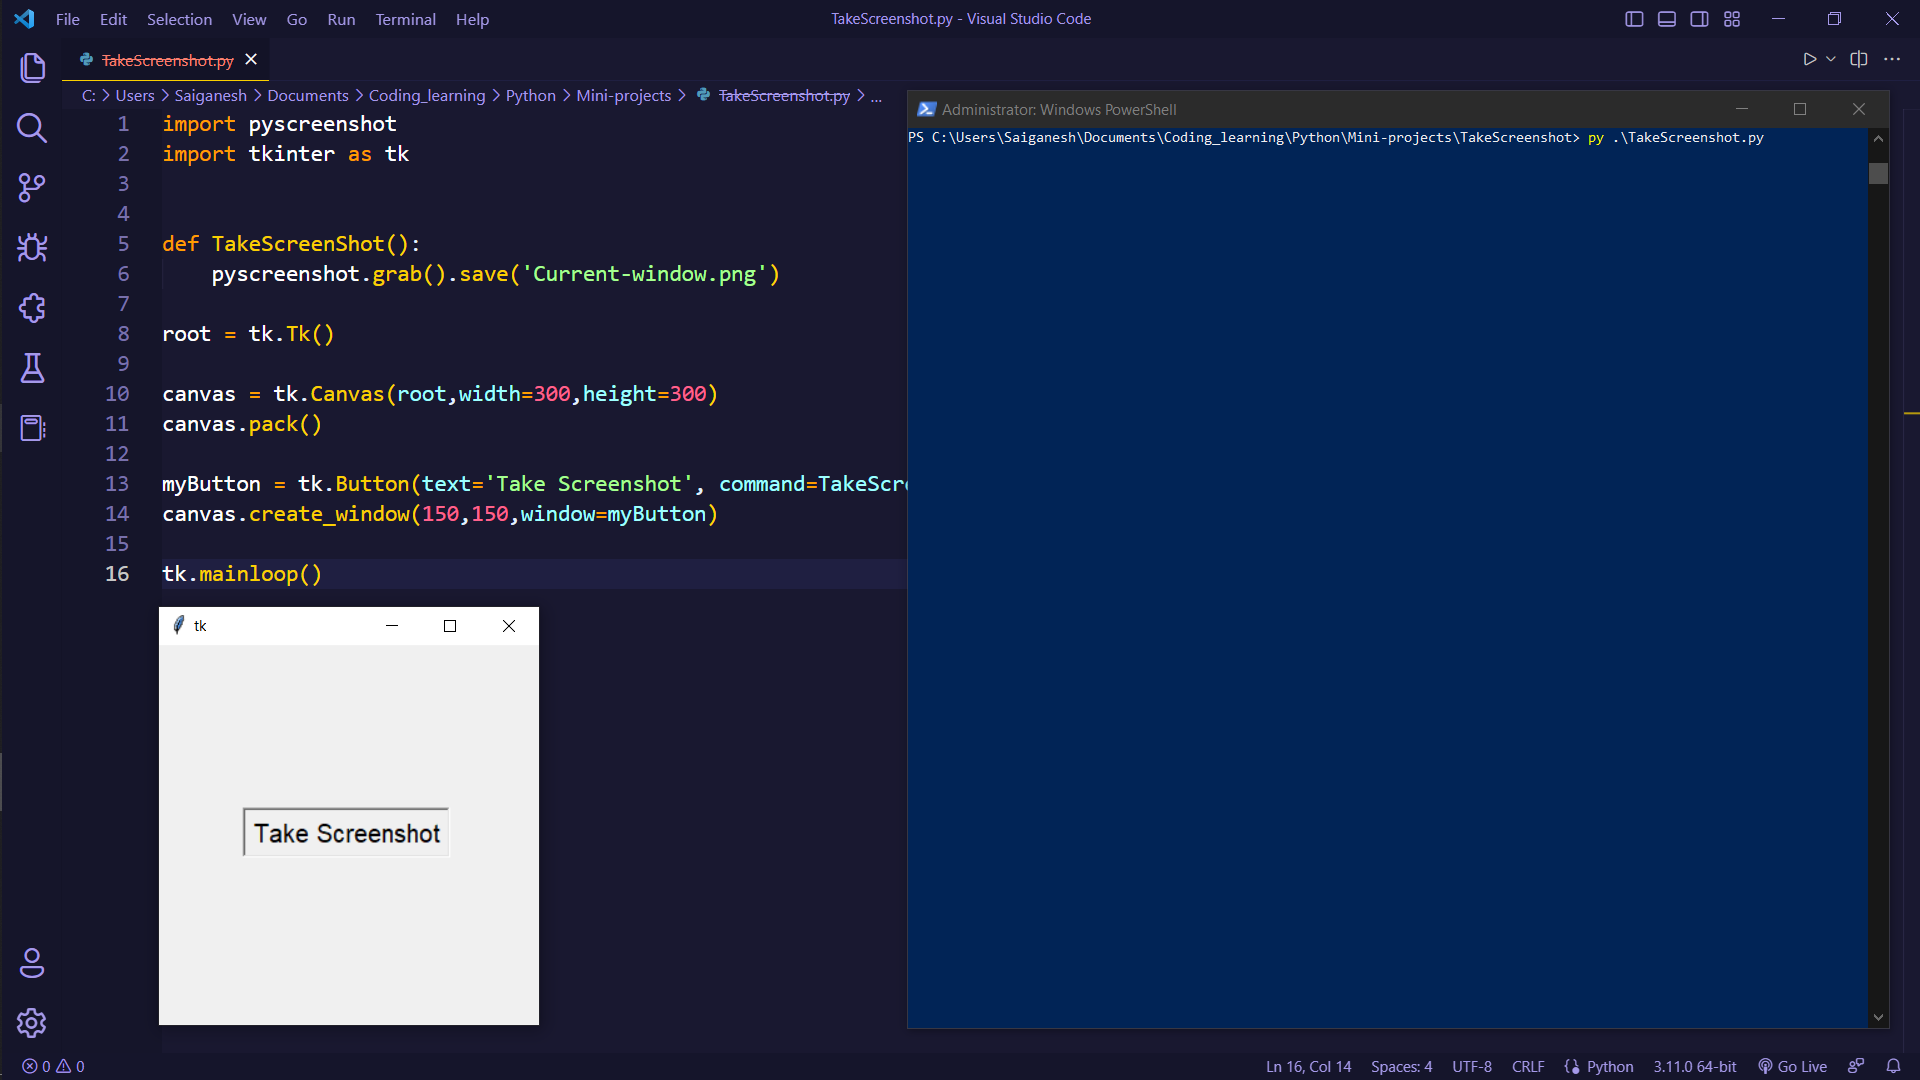 File Edit Selection View Go Run Terminal Help
TakeScreenshot.py - Visual Studio Code
TakeScreenshot.py
C: > Users > Saiganesh > Documents > Coding_learning > Python > Mini-projects > TakeScreenshot.py > ...
1 import pyscreenshot
2 import tkinter as tk
3
4
5 def TakeScreenShot():
6 pyscreenshot.grab().save('Current-window.png')
7
8 root = tk.Tk()
9
10 canvas = tk.Canvas(root,width=300,height=300)
11 canvas.pack()
12
13 myButton = tk.Button(text='Take Screenshot', command=TakeScre
14 canvas.create_window(150,150,window=myButton)
15
16 tk.mainloop()
Administrator: Windows PowerShell
PS C:\Users\Saiganesh\Documents\Coding_learning\Python\Mini-projects\TakeScreenshot> py .\TakeScreenshot.py
tk
Take Screenshot
0 0
Ln 16, Col 14 Spaces: 4 UTF-8 CRLF Python 3.11.0 64-bit Go Live